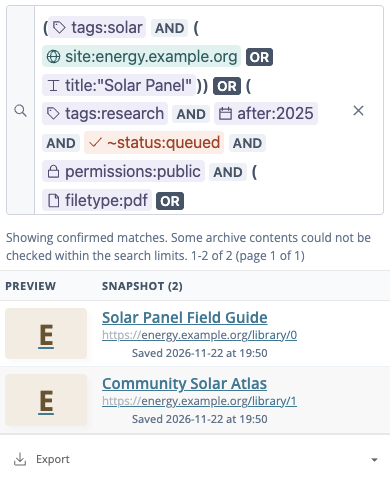 ( tags:solar AND (
site:energy.example.org OR
title:"Solar Panel" )) OR (
tags:research AND after:2025
AND ~status:queued AND
permissions:public AND (
filetype:pdf OR
Showing confirmed matches. Some archive contents could not be
checked within the search limits. 1-2 of 2 (page 1 of 1)
PREVIEW SNAPSHOT (2)
E
Solar Panel Field Guide
https://energy.example.org/library/0
Saved 2026-11-22 at 19:50
E
Community Solar Atlas
https://energy.example.org/library/1
Saved 2026-11-22 at 19:50
Export